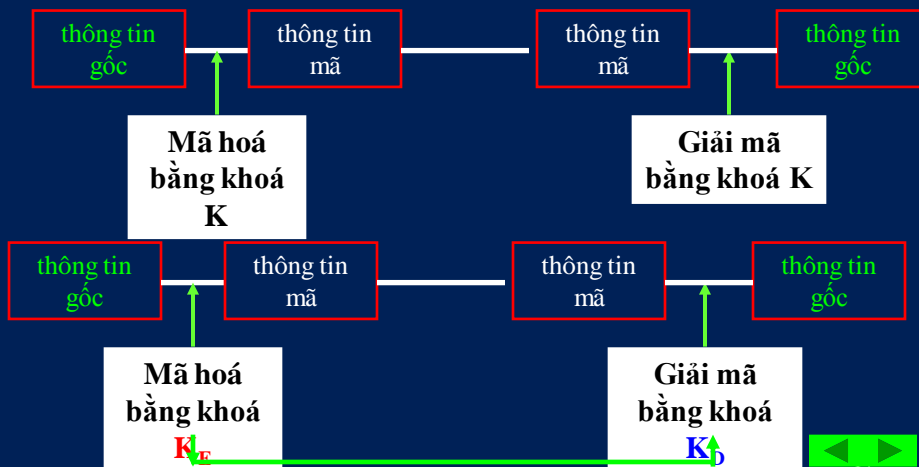 thông tin
gốc
thông tin
mã
thông tin
mã
thông tin
gốc
Mã hoá
bằng khoá
K
Giải mã
bằng khoá K
thông tin
gốc
thông tin
mã
thông tin
mã
thông tin
gốc
Mã hoá
bằng khoá
K_E
Giải mã
bằng khoá
K_D